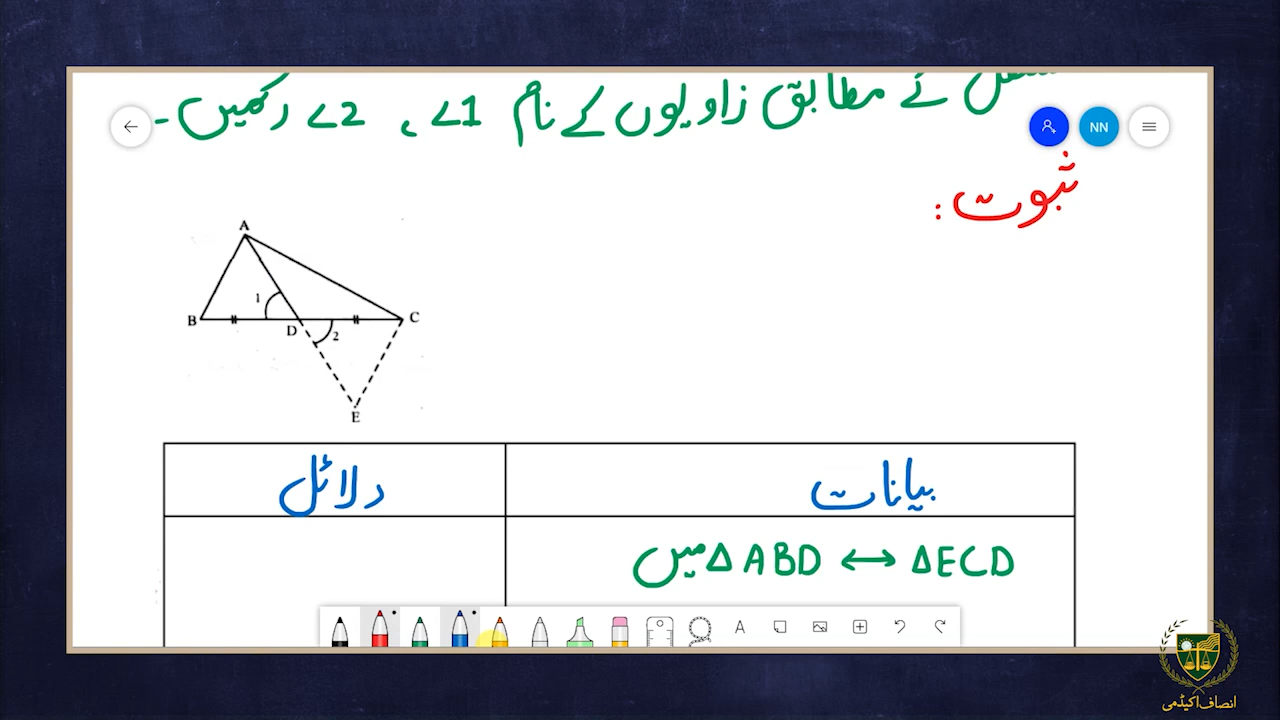 کے مطابق زاویوں کے نام ∠1 ، ∠2 رکھیں۔
NN
ثبوت:
A
1
B
D
2
C
E
بیانات
دلائل
ΔABD ↔ ΔECD میں
A
انصاف اکیڈمی